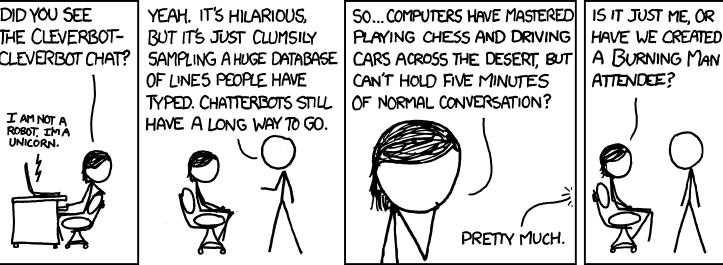 DID YOU SEE
THE CLEVERBOT-
CLEVERBOT CHAT?
I AM NOT A
ROBOT. I'M A
UNICORN.
YEAH. IT'S HILARIOUS,
BUT IT'S JUST CLUMSILY
SAMPLING A HUGE DATABASE
OF LINES PEOPLE HAVE
TYPED. CHATTERBOTS STILL
HAVE A LONG WAY TO GO.
SO... COMPUTERS HAVE MASTERED
PLAYING CHESS AND DRIVING
CARS ACROSS THE DESERT, BUT
CAN'T HOLD FIVE MINUTES
OF NORMAL CONVERSATION?
PRETTY MUCH.
IS IT JUST ME, OR
HAVE WE CREATED
A BURNING MAN
ATTENDEE?